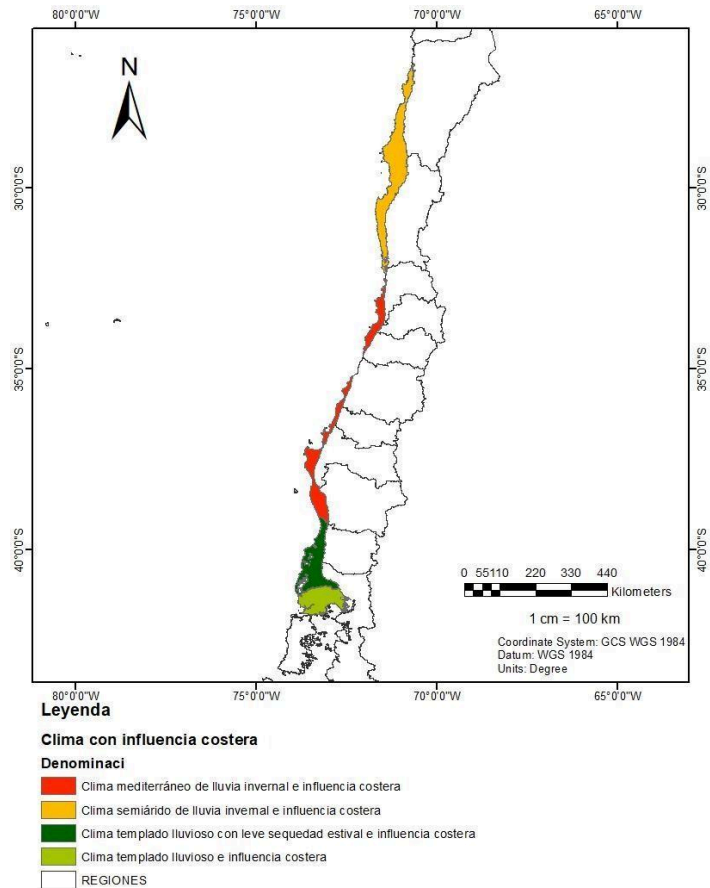 80°0'0"W 75°0'0"W 70°0'0"W 65°0'0"W
N
30°0'0"S 30°0'0"S
35°0'0"S 35°0'0"S
40°0'0"S 40°0'0"S
0 55110 220 330 440
Kilometers
1 cm = 100 km
Coordinate System: GCS WGS 1984
Datum: WGS 1984
Units: Degree
80°0'0"W 75°0'0"W 70°0'0"W 65°0'0"W
Leyenda
Clima con influencia costera
Denominaci
Clima mediterráneo de lluvia invernal e influencia costera
Clima semiárido de lluvia invernal e influencia costera
Clima templado lluvioso con leve sequedad estival e influencia costera
Clima templado lluvioso e influencia costera
REGIONES